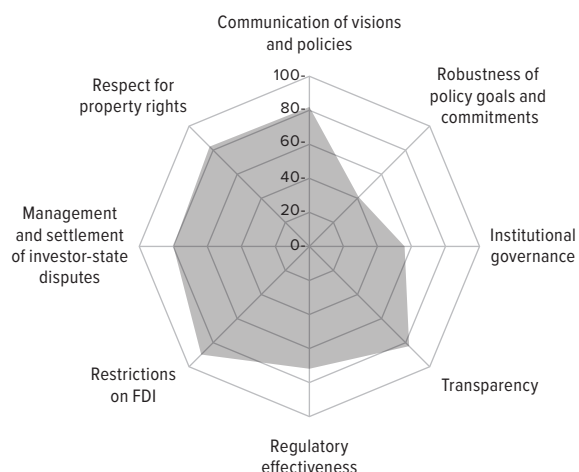 Communication of visions
and policies
Robustness of
policy goals and
commitments
Institutional
governance
Transparency
Regulatory
effectiveness
Restrictions
on FDI
Management
and settlement
of investor-state
disputes
Respect for
property rights
100-
80-
60-
40-
20-
0-